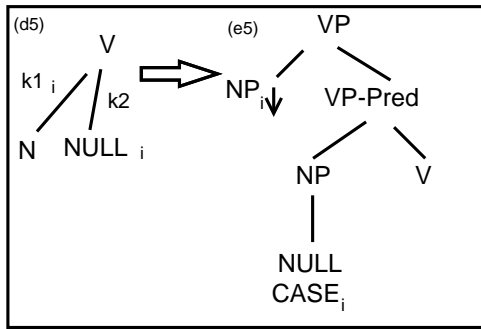 (d5)
V
k1 i
k2
N
NULL i
(e5)
VP
NP i
VP-Pred
NP
V
NULL
CASE i